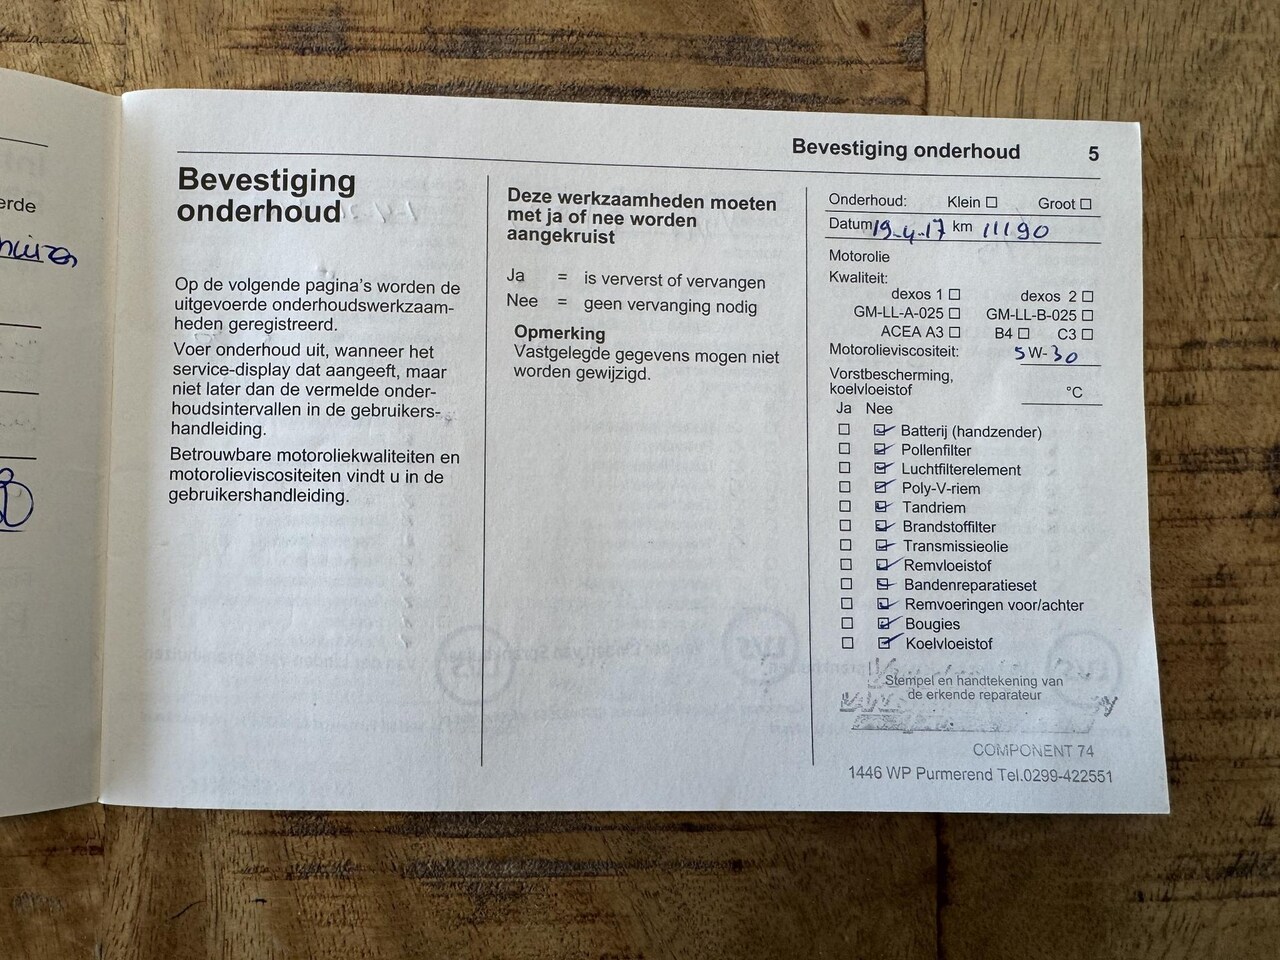 erde
Bevestiging onderhoud 5
Bevestiging
onderhoud
Op de volgende pagina's worden de
uitgevoerde onderhoudswerkzaam-
heden geregistreerd.
Voer onderhoud uit, wanneer het
service-display dat aangeeft, maar
niet later dan de vermelde onder-
houdsintervallen in de gebruikers-
handleiding.
Betrouwbare motoroliekwaliteiten en
motorolieviscositeiten vindt u in de
gebruikershandleiding.
Deze werkzaamheden moeten
met ja of nee worden
aangekruist
Ja = is ververst of vervangen
Nee = geen vervanging nodig
Opmerking
Vastgelegde gegevens mogen niet
worden gewijzigd.
Onderhoud: Klein ☐ Groot ☐
Datum 19-4-17 km 11190
Motorolie
Kwaliteit:
dexos 1 ☐ dexos 2 ☐
GM-LL-A-025 ☐ GM-LL-B-025 ☐
ACEA A3 ☐ B4 ☐ C3 ☐
Motorolieviscositeit: 5 W-30
Vorstbescherming,
koelvloeistof °C
Ja Nee
☐ ☑ Batterij (handzender)
☐ ☑ Pollenfilter
☐ ☑ Luchtfilterelement
☐ ☑ Poly-V-riem
☐ ☑ Tandriem
☐ ☑ Brandstoffilter
☐ ☑ Transmissieolie
☐ ☑ Remvloeistof
☐ ☑ Bandenreparatieset
☐ ☑ Remvoeringen voor/achter
☐ ☑ Bougies
☐ ☑ Koelvloeistof
Stempel en handtekening van
de erkende reparateur
COMPONENT 74
1446 WP Purmerend Tel.0299-422551